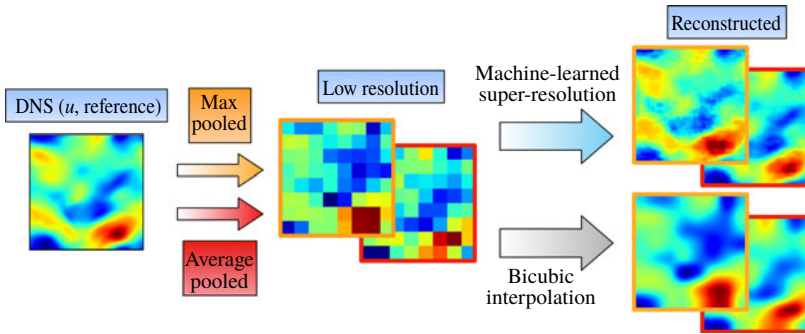 DNS (u, reference)
Max
pooled
Average
pooled
Low resolution
Machine-learned
super-resolution
Bicubic
interpolation
Reconstructed